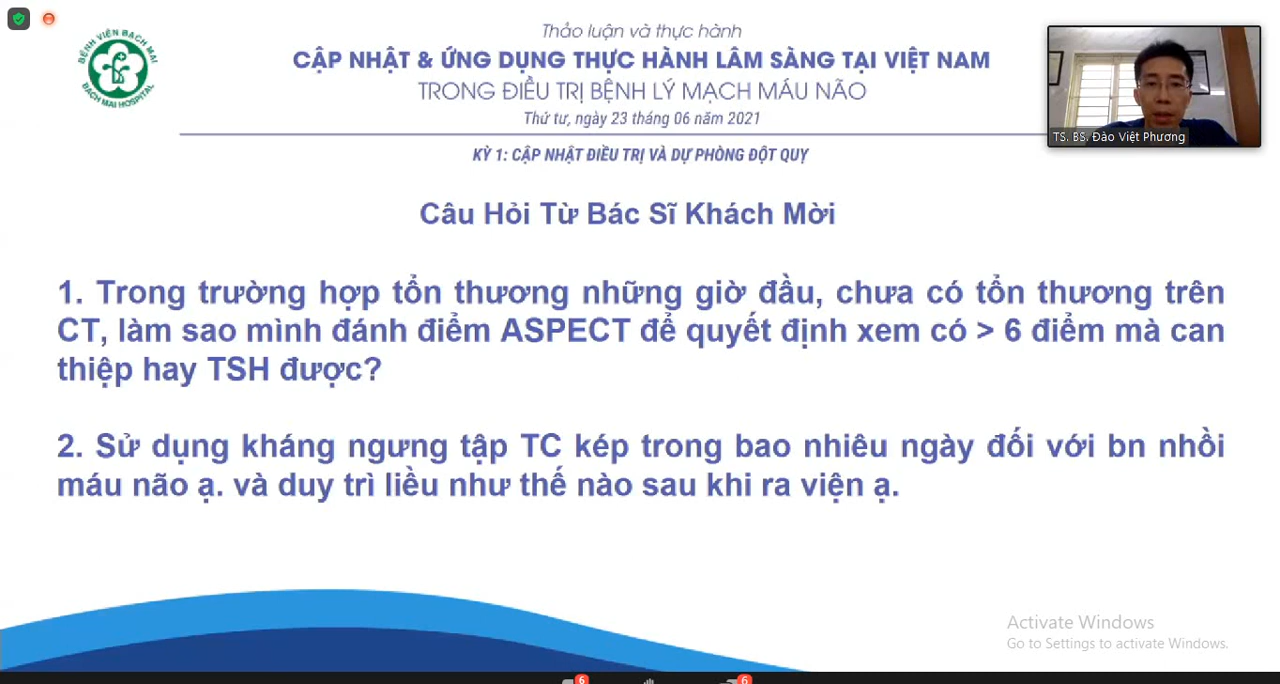 BỆNH VIỆN BẠCH MAI
BACH MAI HOSPITAL
Thảo luận và thực hành
CẬP NHẬT & ỨNG DỤNG THỰC HÀNH LÂM SÀNG TẠI VIỆT NAM
TRONG ĐIỀU TRỊ BỆNH LÝ MẠCH MÁU NÃO
Thứ tư, ngày 23 tháng 06 năm 2021
TS. BS. Đào Việt Phương
KỲ 1: CẬP NHẬT ĐIỀU TRỊ VÀ DỰ PHÒNG ĐỘT QUỴ
Câu Hỏi Từ Bác Sĩ Khách Mời
1. Trong trường hợp tổn thương những giờ đầu, chưa có tổn thương trên
CT, làm sao mình đánh điểm ASPECT để quyết định xem có > 6 điểm mà can
thiệp hay TSH được?
2. Sử dụng kháng ngưng tập TC kép trong bao nhiêu ngày đối với bn nhồi
máu não ạ. và duy trì liều như thế nào sau khi ra viện ạ.
Activate Windows
Go to Settings to activate Windows.
6
6